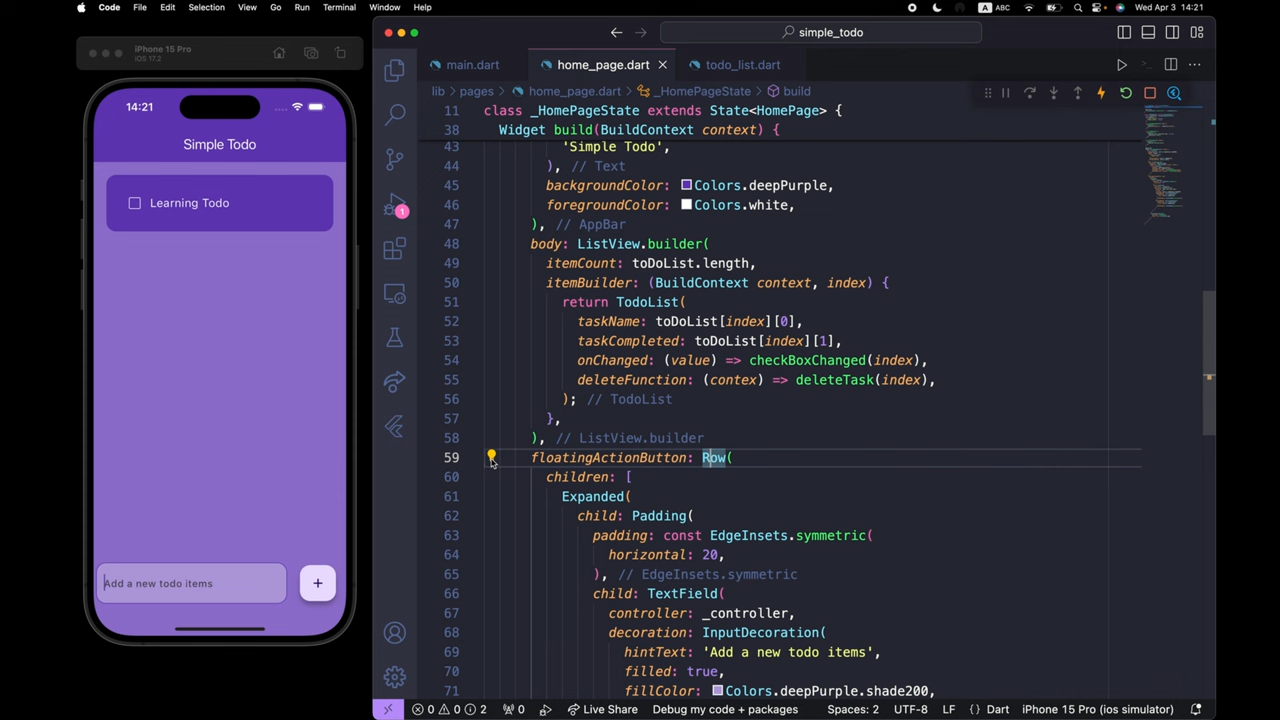 Code File Edit Selection View Go Run Terminal Window Help A ABC Wed Apr 3 14:21
iPhone 15 Pro
iOS 17.2
14:21
Simple Todo
Learning Todo
Add a new todo items
+
simple_todo
main.dart home_page.dart todo_list.dart
lib > pages > home_page.dart > _HomePageState > build
1
11 class _HomePageState extends State<HomePage> {
38 Widget build(BuildContext context) {
43 'Simple Todo',
44 ), // Text
45 backgroundColor: Colors.deepPurple,
46 foregroundColor: Colors.white,
47 ), // AppBar
48 body: ListView.builder(
49 itemCount: toDoList.length,
50 itemBuilder: (BuildContext context, index) {
51 return TodoList(
52 taskName: toDoList[index][0],
53 taskCompleted: toDoList[index][1],
54 onChanged: (value) => checkBoxChanged(index),
55 deleteFunction: (contex) => deleteTask(index),
56 ); // TodoList
57 },
58 ), // ListView.builder
59 floatingActionButton: Row(
60 children: [
61 Expanded(
62 child: Padding(
63 padding: const EdgeInsets.symmetric(
64 horizontal: 20,
65 ), // EdgeInsets.symmetric
66 child: TextField(
67 controller: _controller,
68 decoration: InputDecoration(
69 hintText: 'Add a new todo items',
70 filled: true,
71 fillColor: Colors.deepPurple.shade200,
0 0 2 0 Live Share Debug my code + packages Spaces: 2 UTF-8 LF {} Dart iPhone 15 Pro (ios simulator)